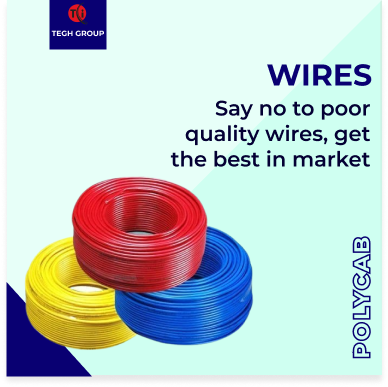 TEGH GROUP
WIRES
Say no to poor
quality wires, get
the best in market
POLYCAB